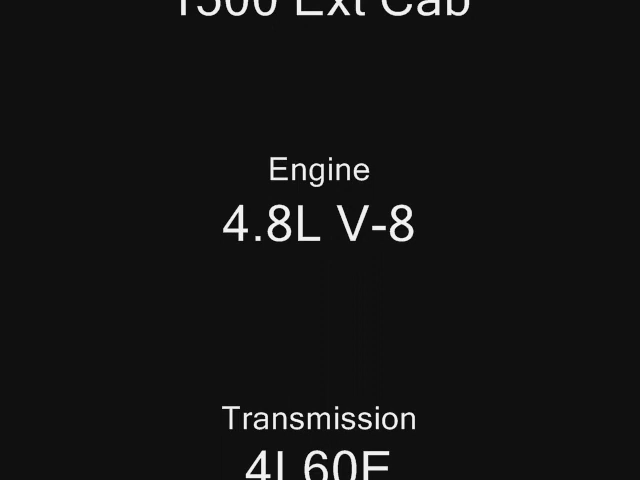 1500 Ext Cab
Engine
4.8L V-8
Transmission
4L60E